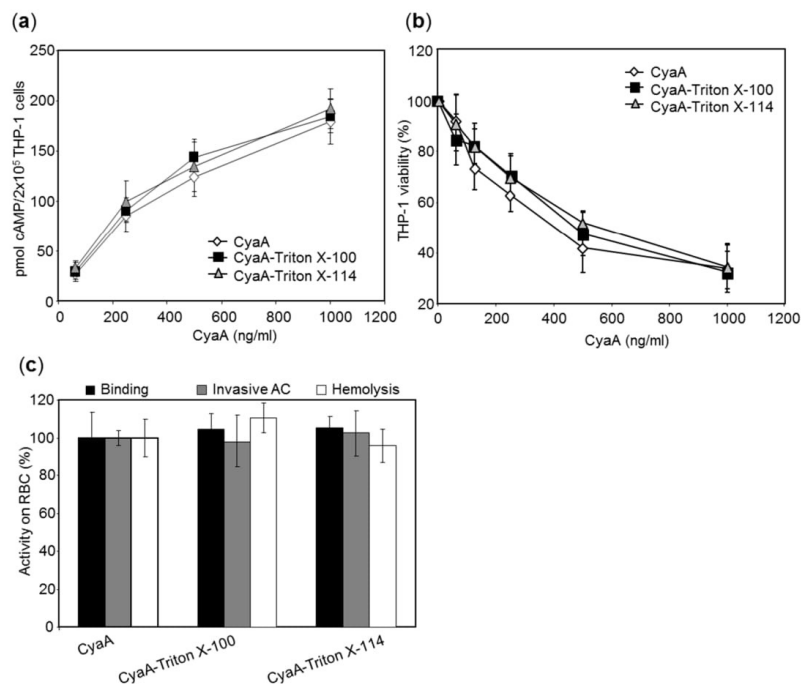 (a)
250
200
150
100
50
0
pmol cAMP/2x10⁵ THP-1 cells
CyaA
CyaA-Triton X-100
CyaA-Triton X-114
0 200 400 600 800 1000 1200
CyaA (ng/ml)
(b)
120
100
80
60
40
20
THP-1 viability (%)
CyaA
CyaA-Triton X-100
CyaA-Triton X-114
0 200 400 600 800 1000 1200
CyaA (ng/ml)
(c)
Binding Invasive AC Hemolysis
120
100
80
60
40
20
0
Activity on RBC (%)
CyaA
CyaA-Triton X-100
CyaA-Triton X-114